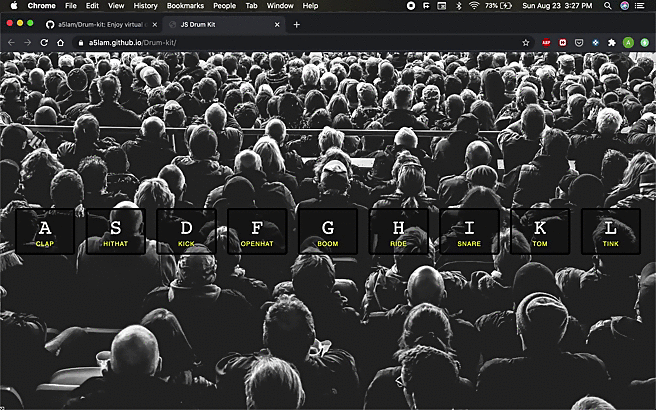 Chrome File Edit View History Bookmarks People Tab Window Help 73% Sun Aug 23 3:27 PM
a5lam/Drum-kit: Enjoy virtual JS Drum Kit
a5lam.github.io/Drum-kit/
A S D F G H I K L
CLAP HITHAT KICK OPENHAT BOOM RIDE SNARE TOM TINK